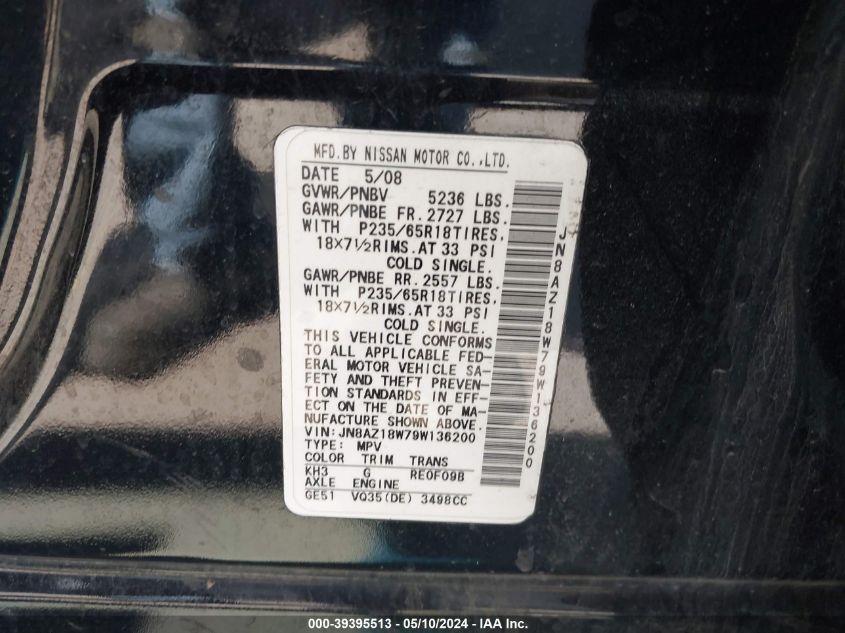 MFD.BY NISSAN MOTOR CO.,LTD.
DATE 5/08
GVWR/PNBV 5236 LBS.
GAWR/PNBE FR. 2727 LBS.
WITH P235/65R18TIRES,
18X7½RIMS.AT 33 PSI
COLD SINGLE.
GAWR/PNBE RR. 2557 LBS.
WITH P235/65R18TIRES,
18X7½RIMS.AT 33 PSI
COLD SINGLE.
THIS VEHICLE CONFORMS
TO ALL APPLICABLE FED-
ERAL MOTOR VEHICLE SA-
FETY AND THEFT PREVEN-
TION STANDARDS IN EFF-
ECT ON THE DATE OF MA-
NUFACTURE SHOWN ABOVE.
VIN:JN8AZ18W79W136200
TYPE: MPV
COLOR TRIM TRANS
KH3 G RE0F09B
AXLE ENGINE
GE51 VQ35(DE) 3498CC
JN8AZ18W79W136200
000-39395513 - 05/10/2024 - © IAA Inc.